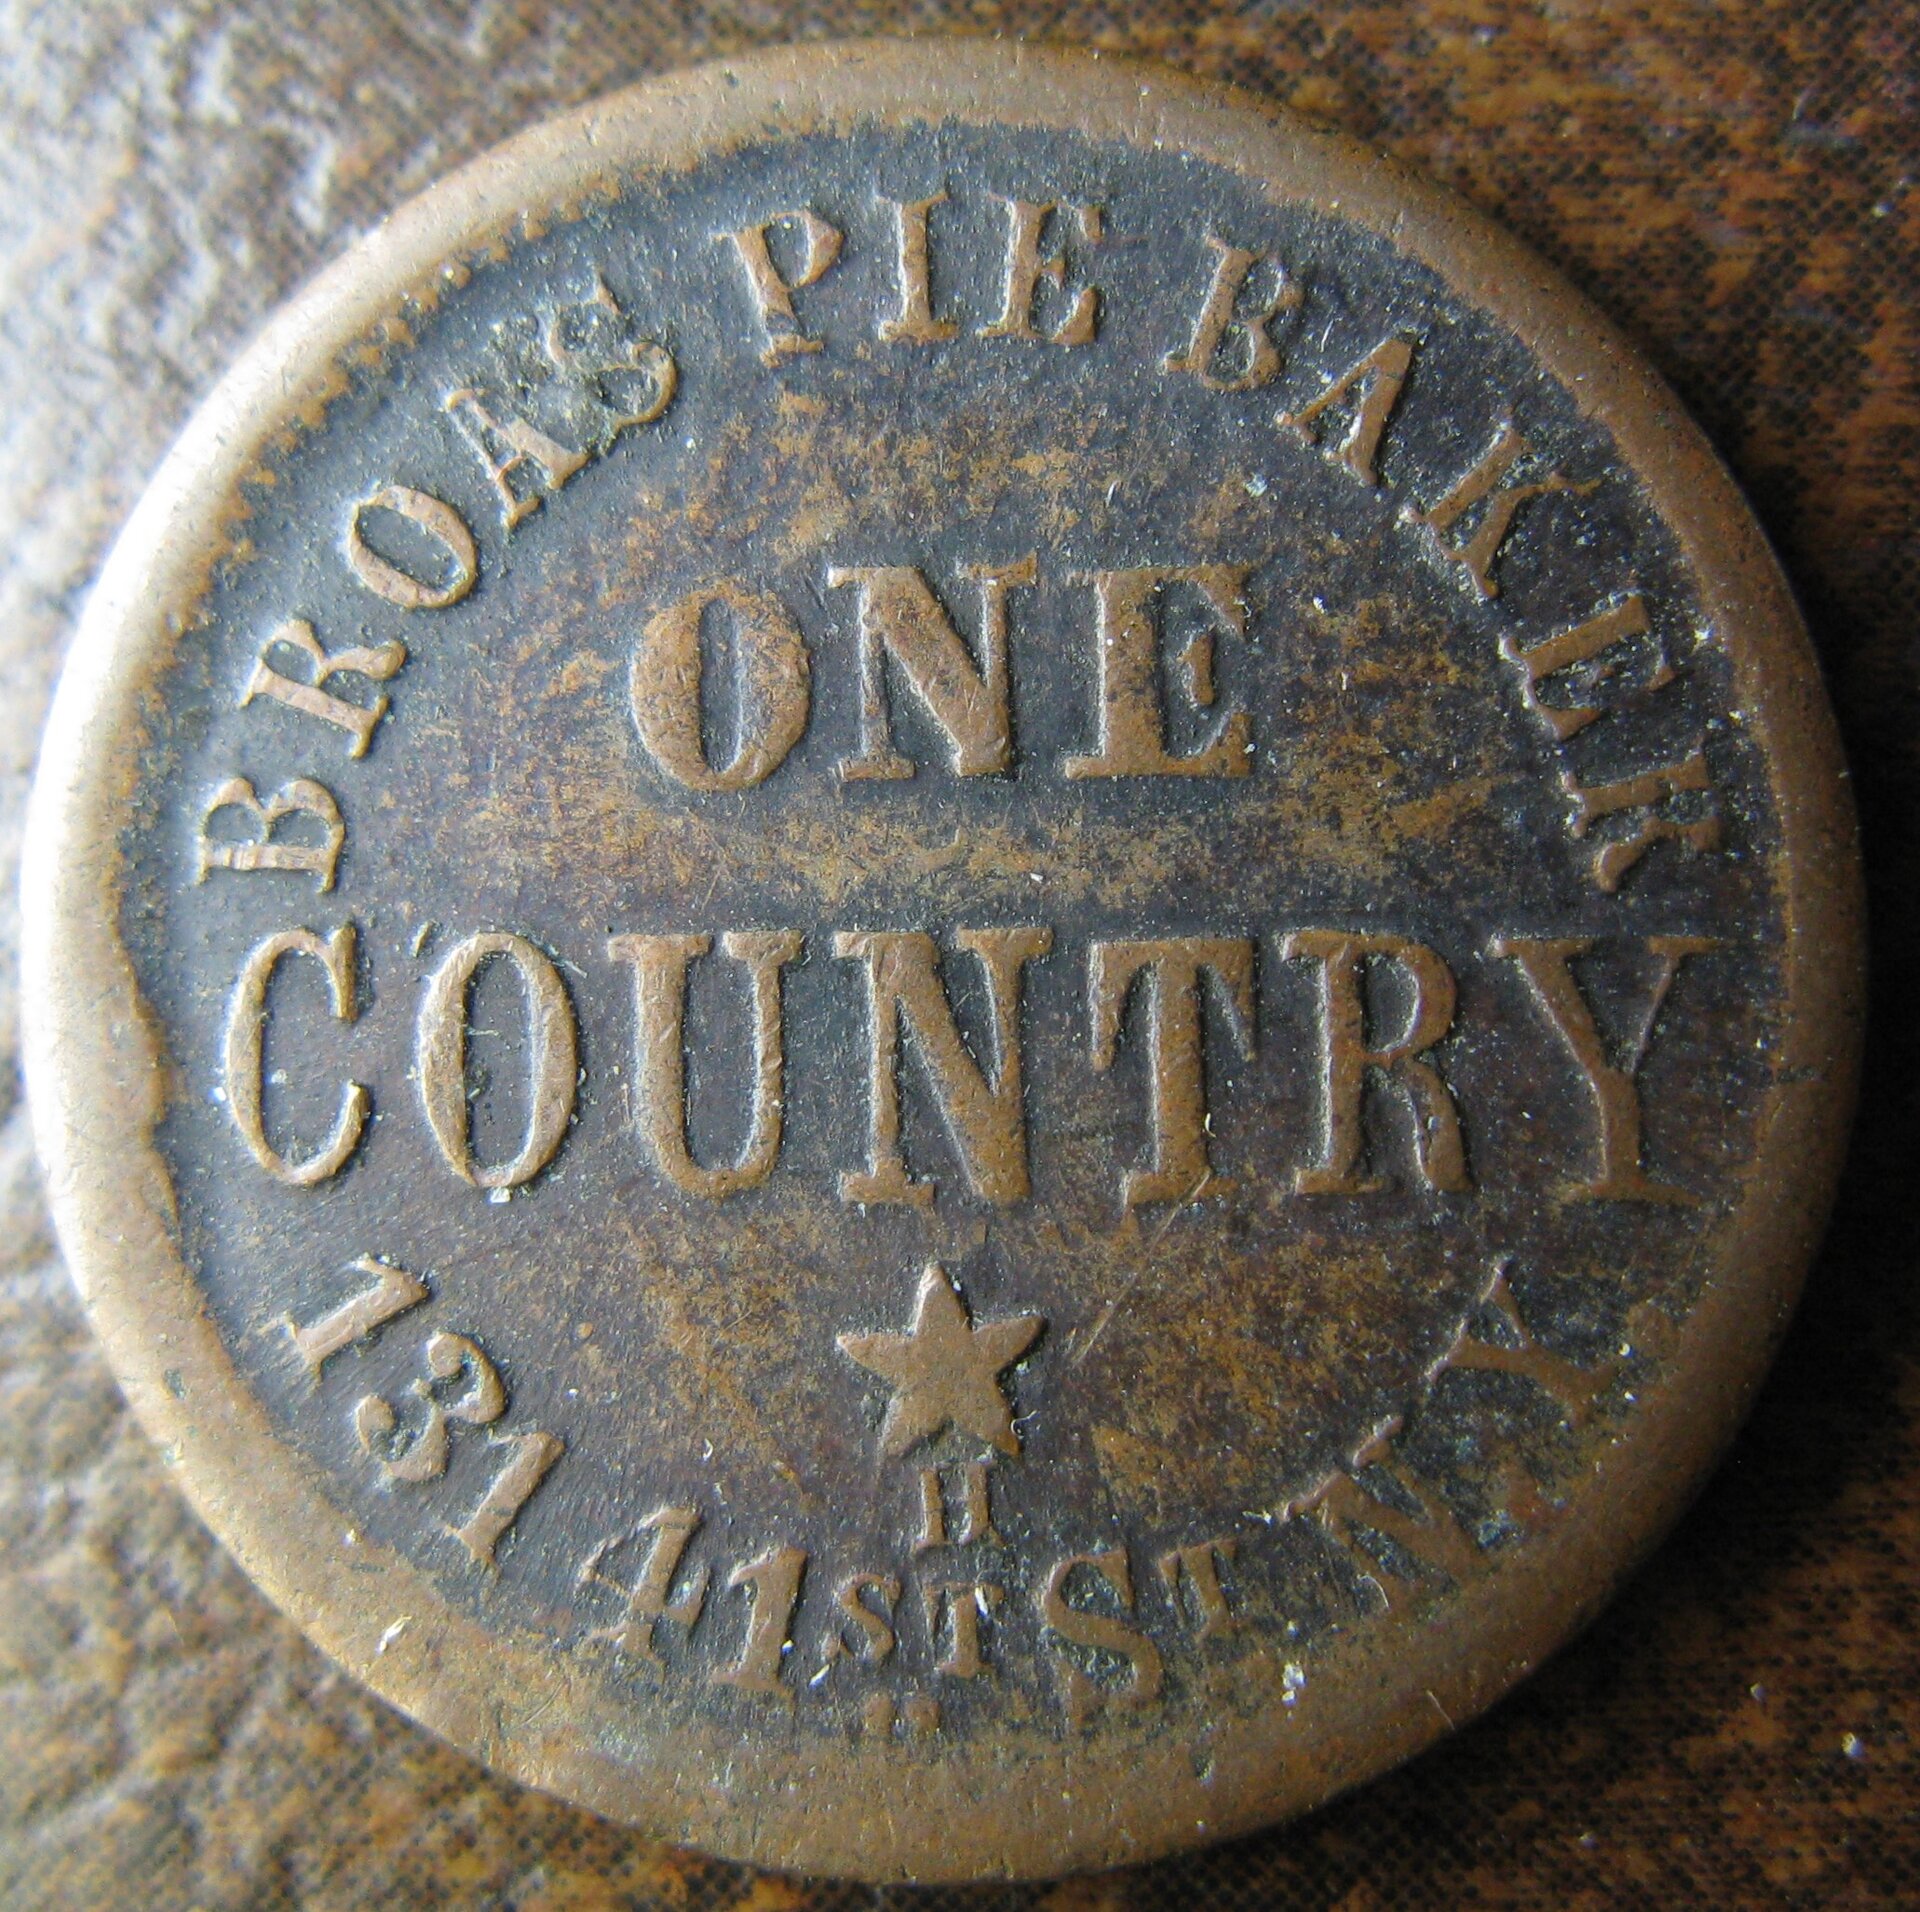 BROAS PIE BAKER
ONE
COUNTRY
H
131 41ST ST N.Y